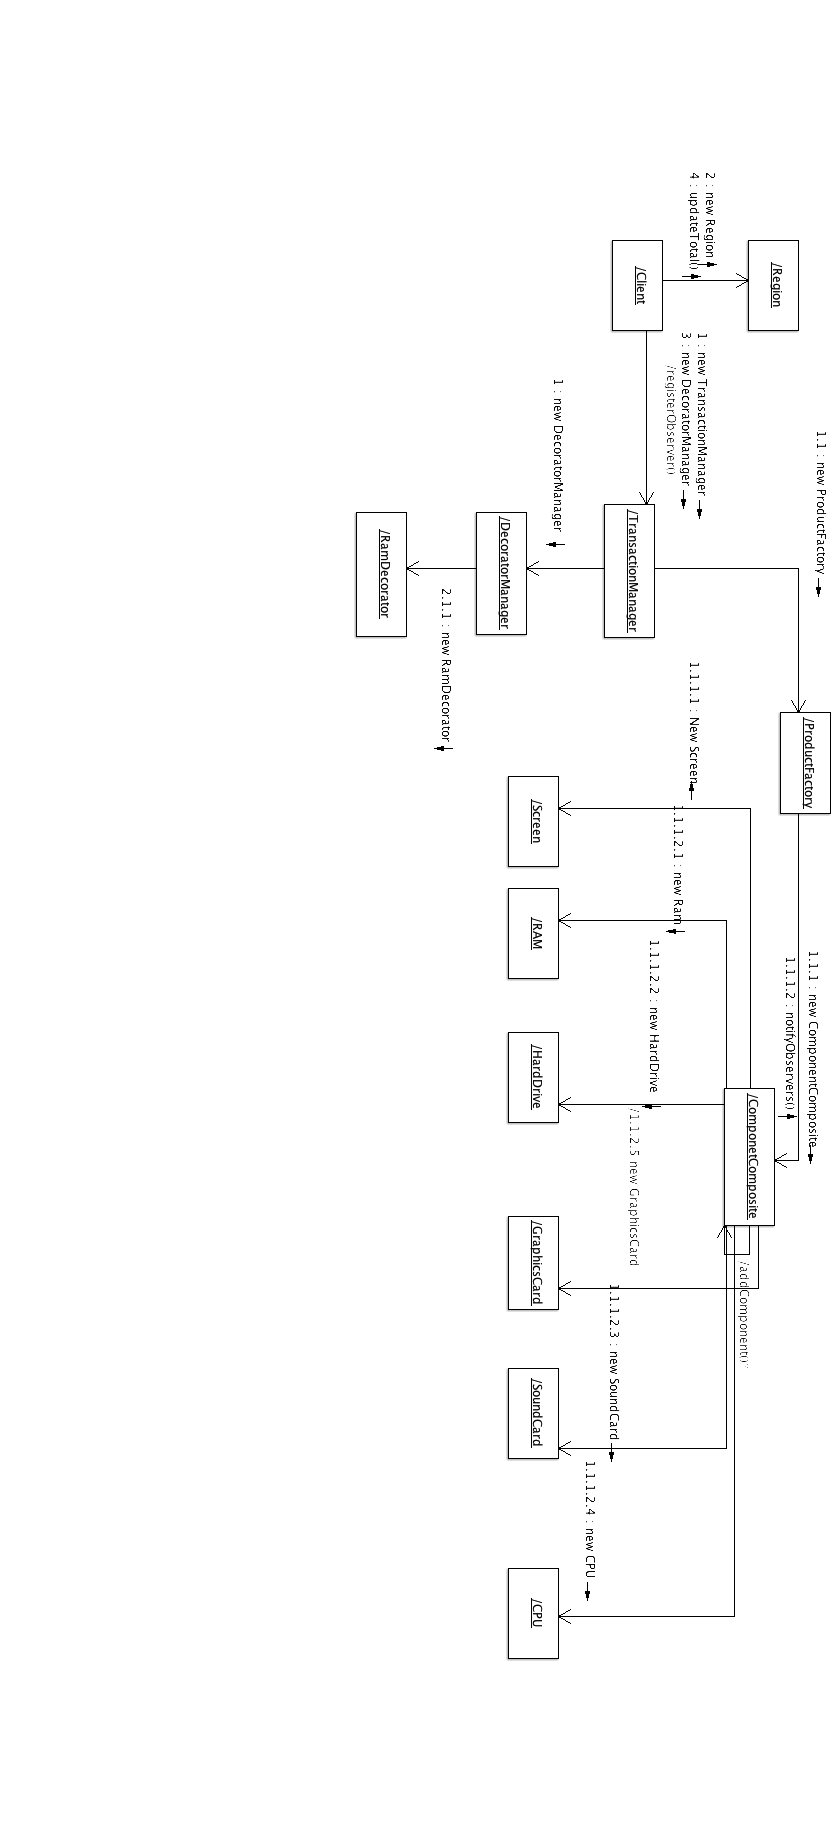 2 : new Region
4 : updateTotal()
/Region
/Client
1 : new TransactionManager
3 : new DecoratorManager
/registerObserver()
1.1 : new ProductFactory
1 : new DecoratorManager
/TransactionManager
/DecoratorManager
/RamDecorator
2.1.1 : new RamDecorator
/ProductFactory
1.1.1.1 : New Screen
/Screen
1.1.1.2.1 : new Ram
/RAM
1.1.1 : new ComponentComposite
1.1.1.2 : notifyObservers()
1.1.1.2.2 : new HardDrive
/HardDrive
/ComponetComposite
/1.1.2.5 new GraphicsCard
/GraphicsCard
/addComponent()¨
1.1.1.2.3 : new SoundCard
/SoundCard
1.1.1.2.4 : new CPU
/CPU